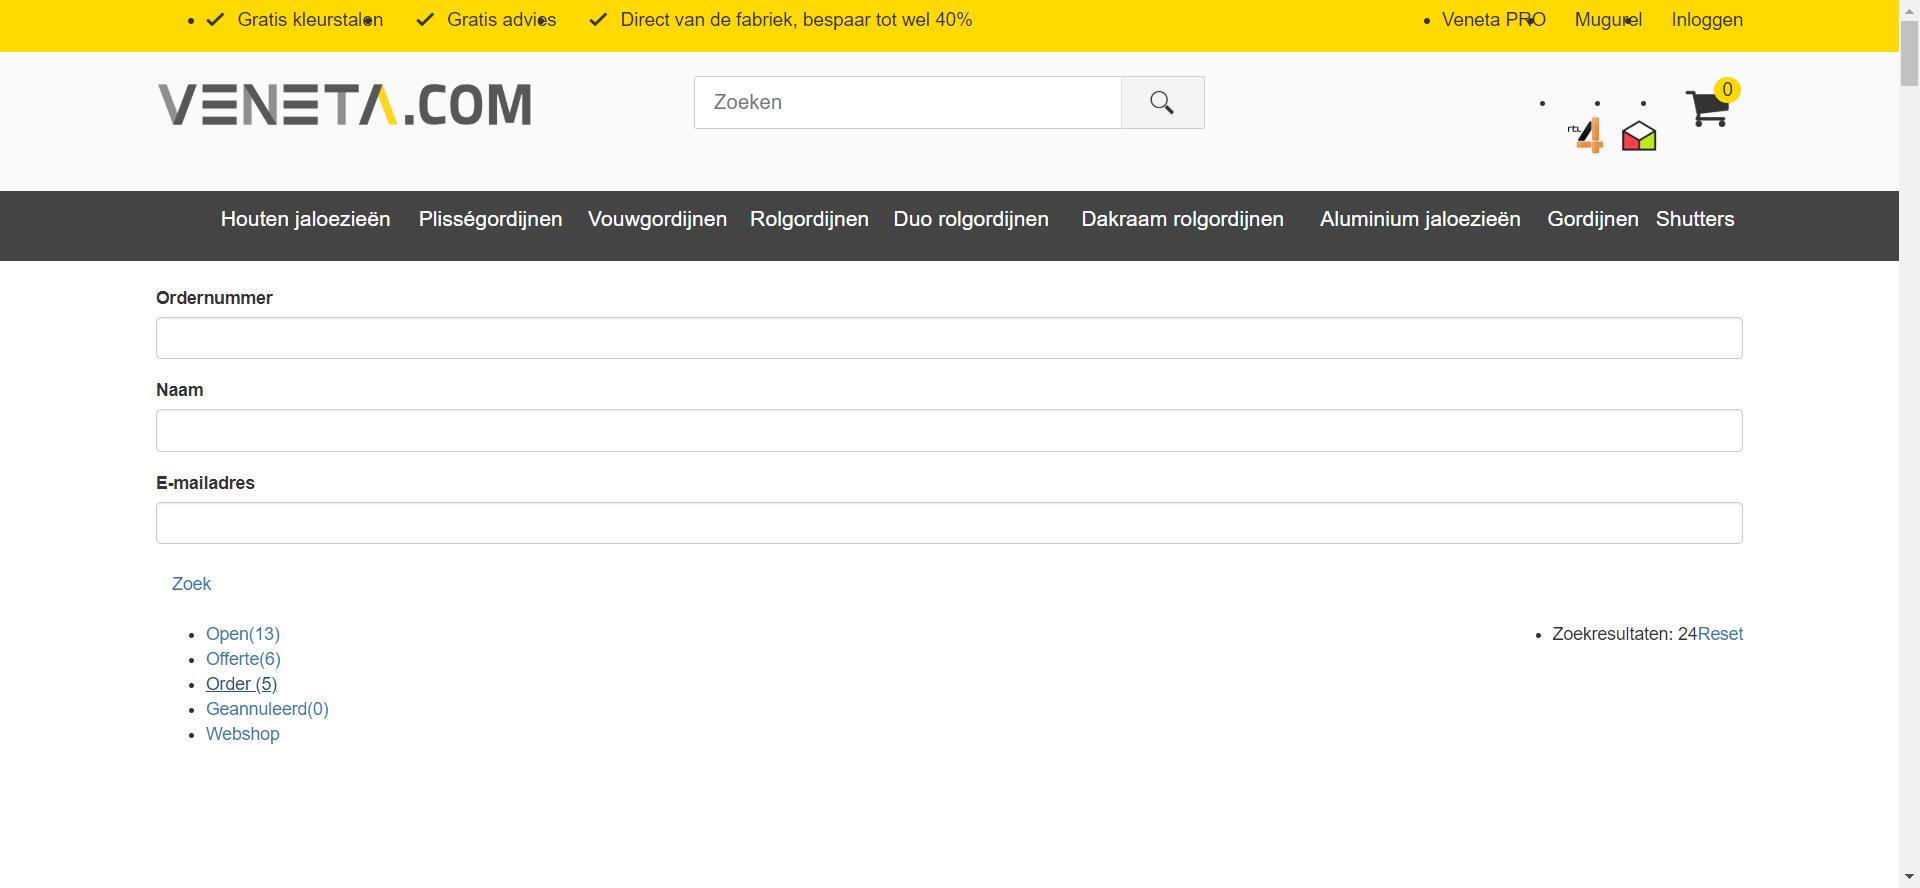 Gratis kleurstalen Gratis advies Direct van de fabriek, bespaar tot wel 40% Veneta PRO Mugurel Inloggen
VENETA.COM Zoeken rtl 4 0
Houten jaloezieën Plisségordijnen Vouwgordijnen Rolgordijnen Duo rolgordijnen Dakraam rolgordijnen Aluminium jaloezieën Gordijnen Shutters
Ordernummer
Naam
E-mailadres
Zoek
Open(13) Zoekresultaten: 24Reset
Offerte(6)
Order (5)
Geannuleerd(0)
Webshop